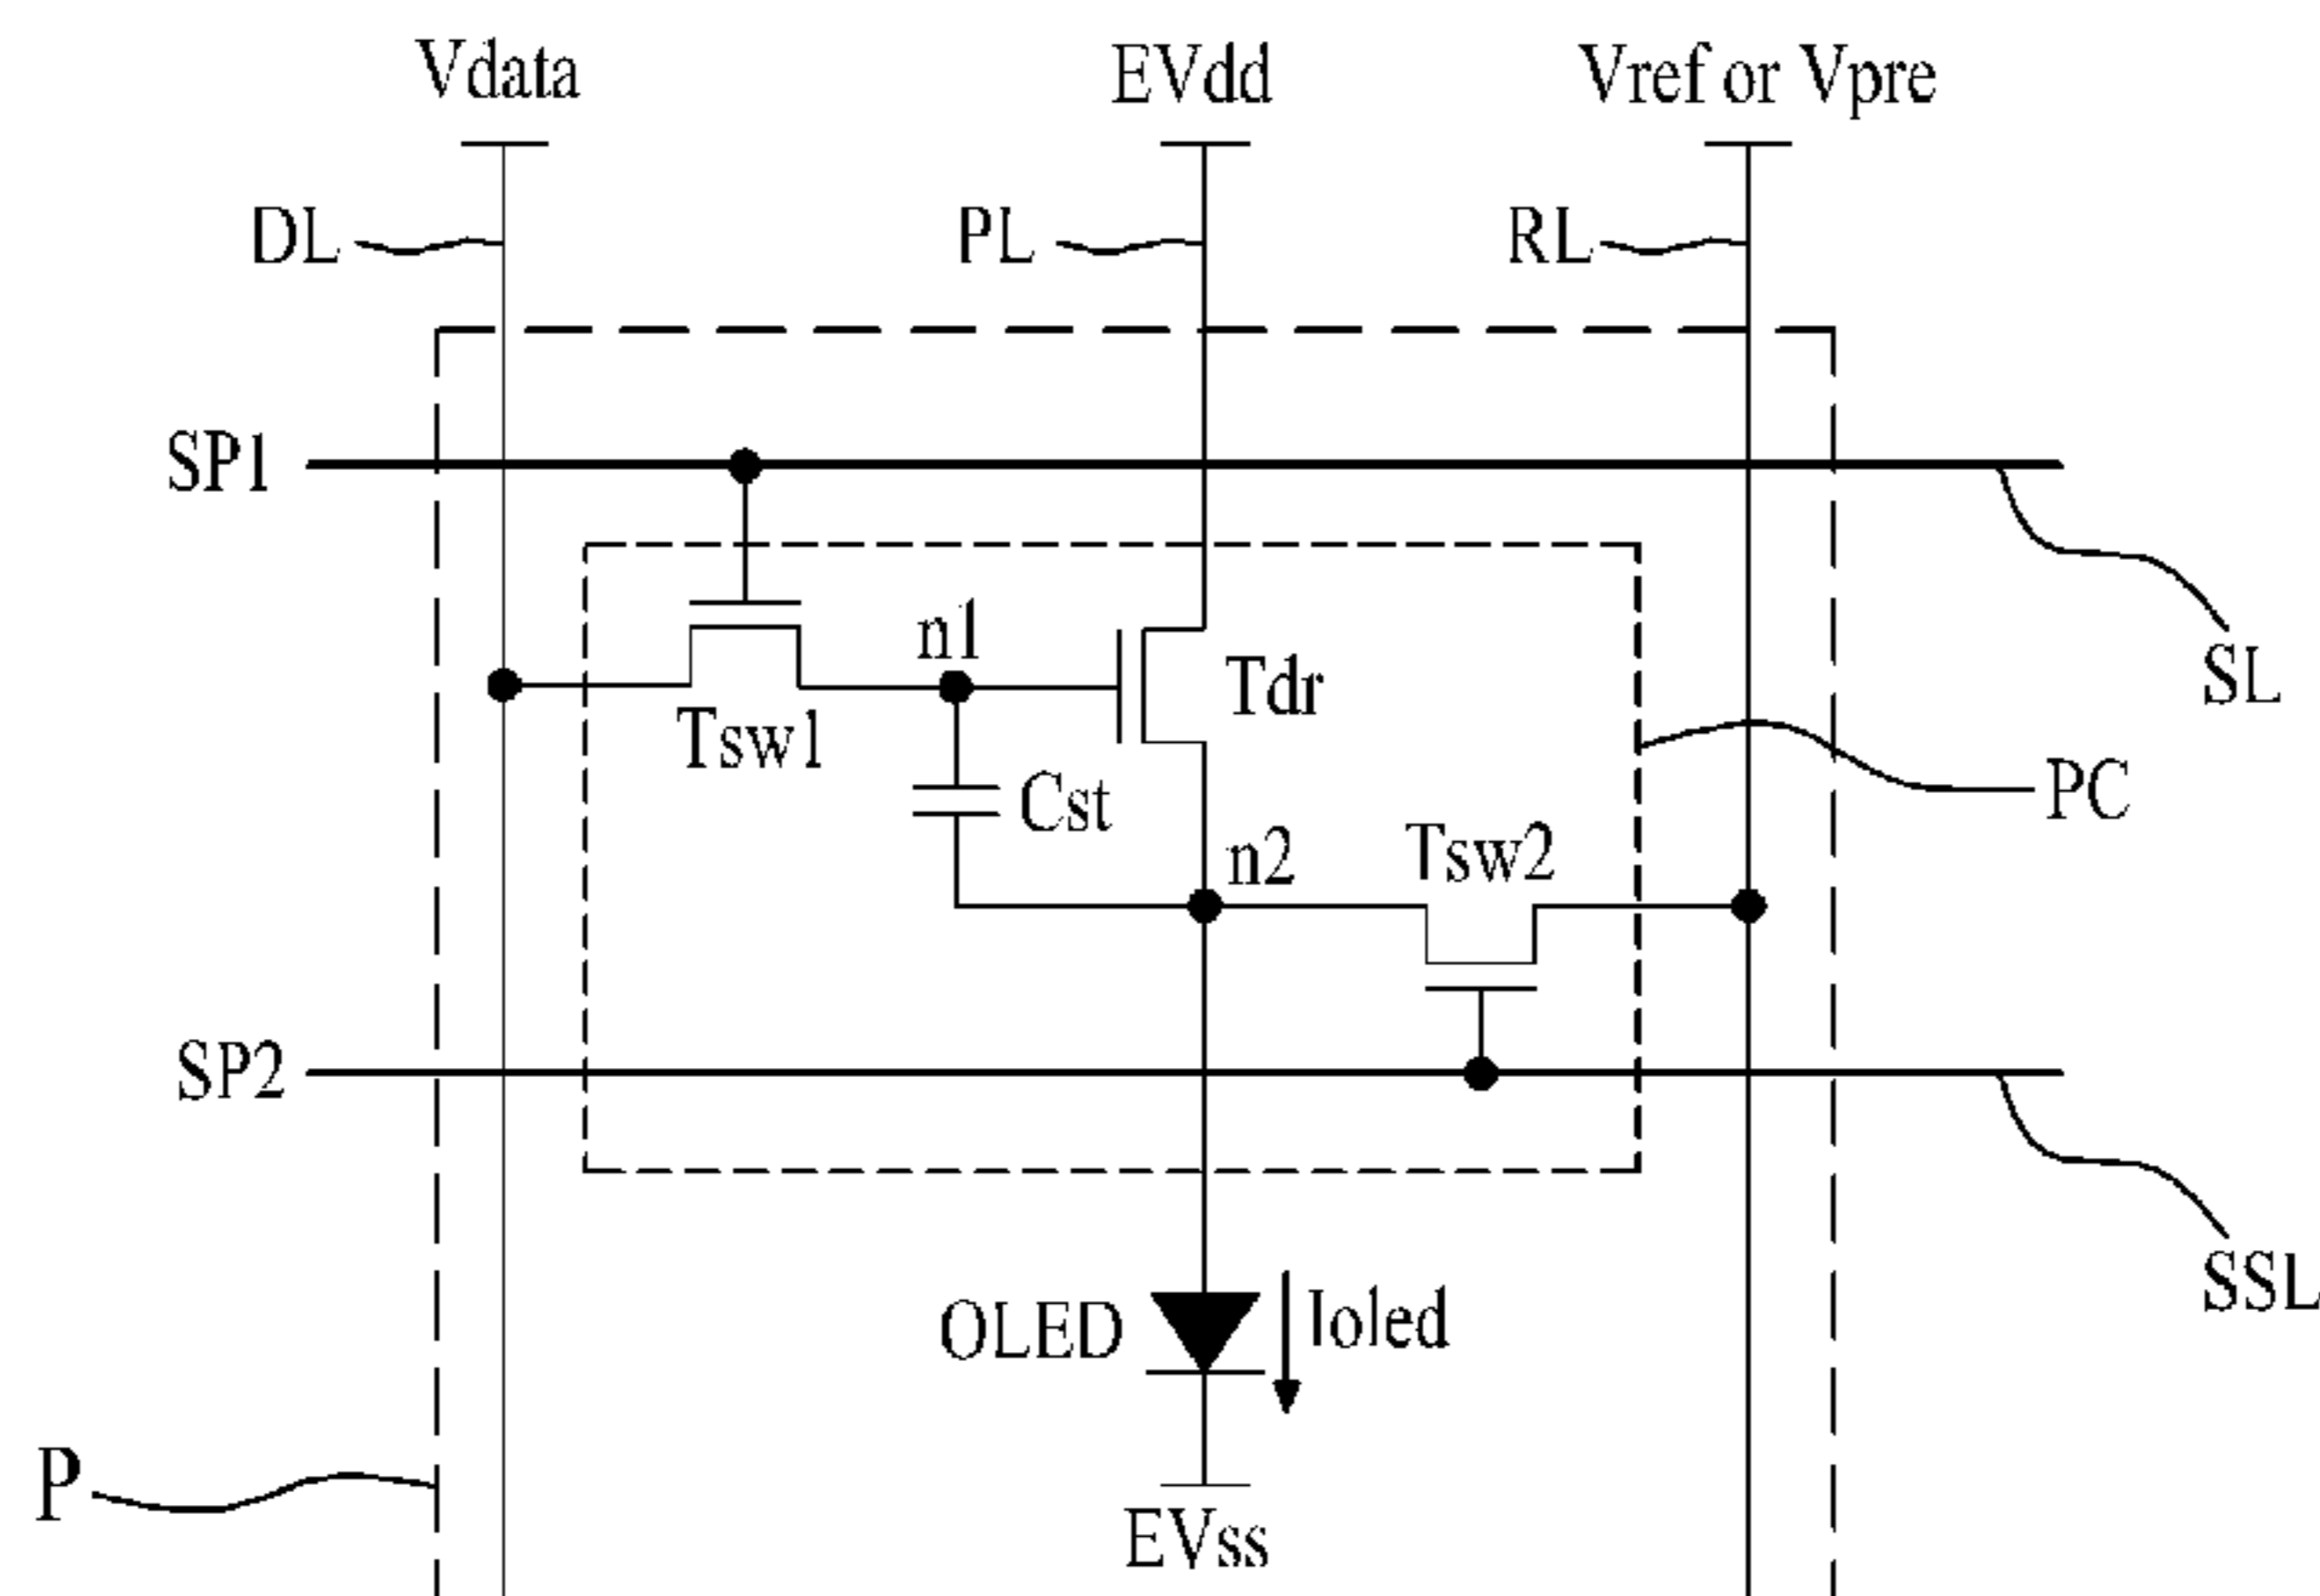 Vdata
EVdd
Vref or Vpre
DL
PL
RL
SP1
n1
Tdr
SL
Tsw1
Cst
PC
n2
Tsw2
SP2
SSL
OLED
Ioled
P
EVss